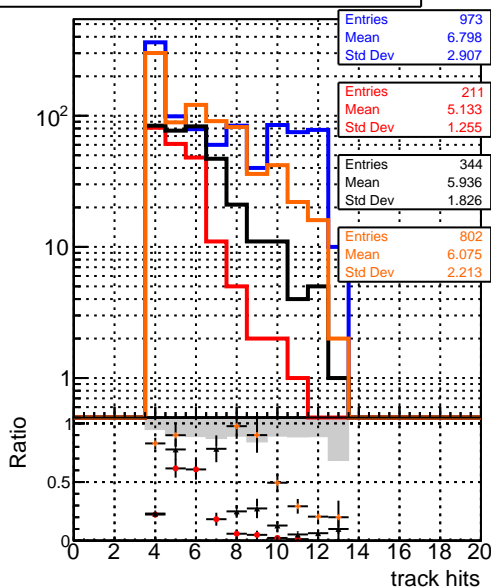 Entries 973
Mean 6.798
Std Dev 2.907
Entries 211
Mean 5.133
Std Dev 1.255
Entries 344
Mean 5.936
Std Dev 1.826
Entries 802
Mean 6.075
Std Dev 2.213
10²
10
1
1
0.5
0
Ratio
0 2 4 6 8 10 12 14 16 18 20
track hits